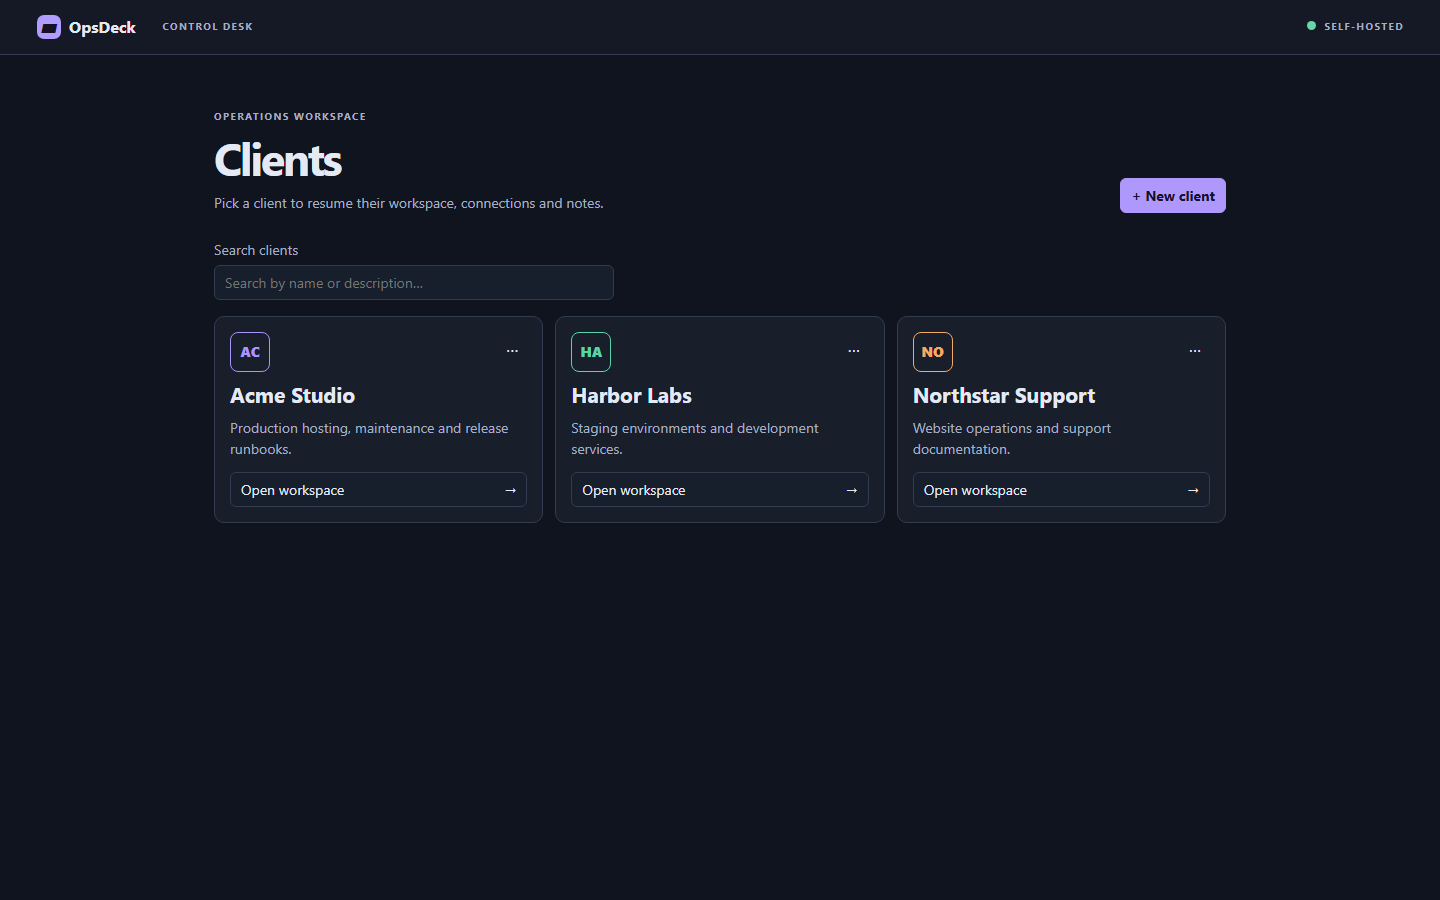 OpsDeck CONTROL DESK SELF-HOSTED
OPERATIONS WORKSPACE
Clients
Pick a client to resume their workspace, connections and notes.
+ New client
Search clients
Search by name or description...
AC ...
Acme Studio
Production hosting, maintenance and release
runbooks.
Open workspace →
HA ...
Harbor Labs
Staging environments and development
services.
Open workspace →
NO ...
Northstar Support
Website operations and support
documentation.
Open workspace →